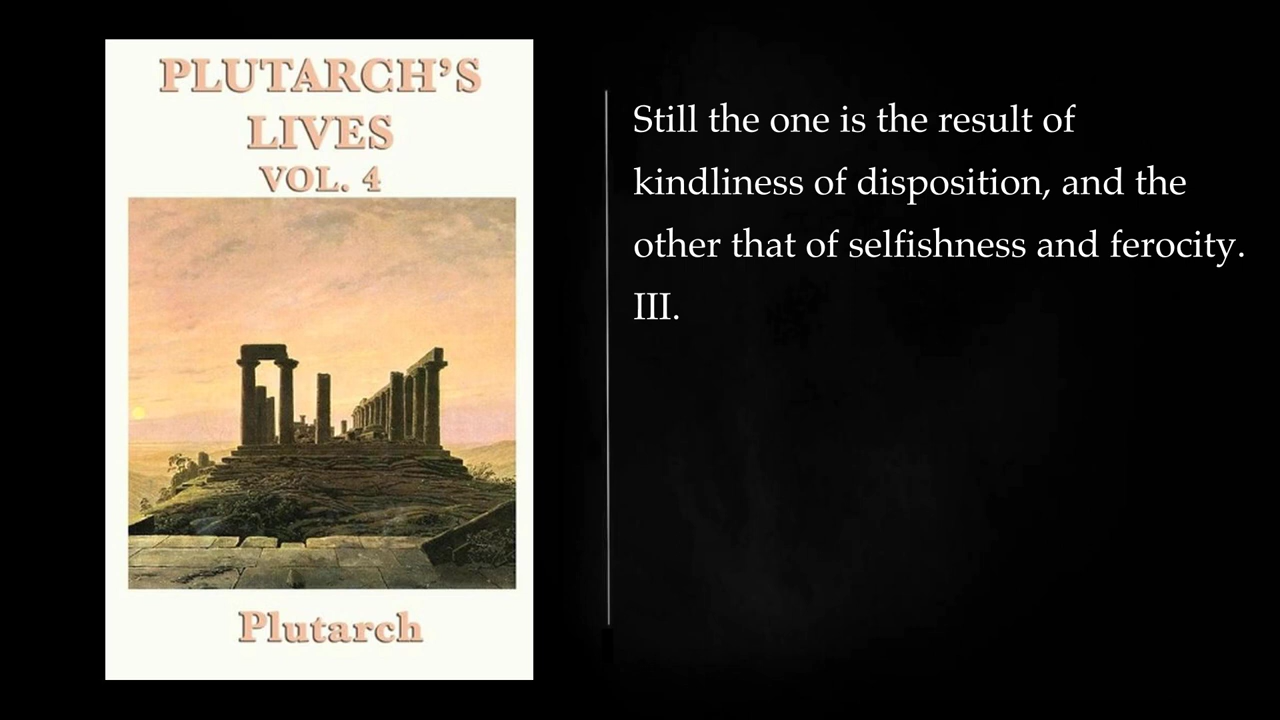 PLUTARCH'S
LIVES
VOL. 4
Plutarch
Still the one is the result of
kindliness of disposition, and the
other that of selfishness and ferocity.
III.